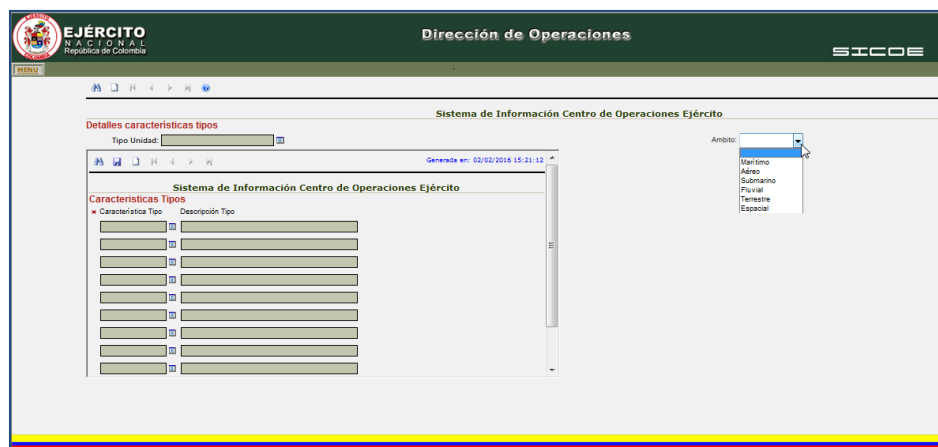 EJÉRCITO
NACIONAL
República de Colombia
Dirección de Operaciones
SICOE
MENU
:
Sistema de Información Centro de Operaciones Ejército
Detalles caracteristicas tipos
Tipo Unidad:
Ambito:
Marítimo
Aéreo
Submarino
Fluvial
Terrestre
Espacial
Generada en: 02/02/2016 15:21:12
Sistema de Información Centro de Operaciones Ejército
Caracteristicas Tipos
Característica Tipo Descripción Tipo